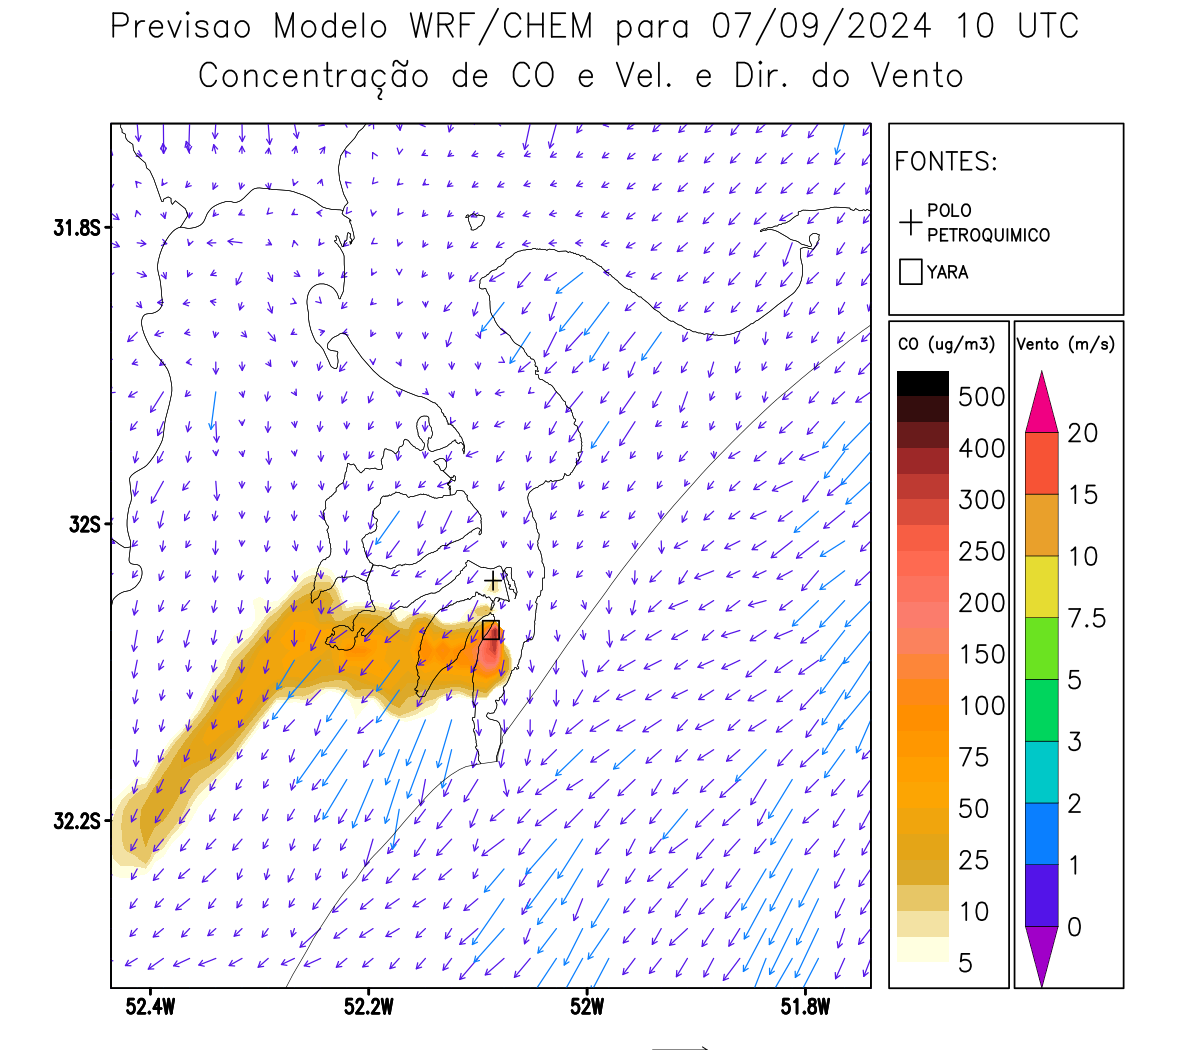 Previsao Modelo WRF/CHEM para 07/09/2024 10 UTC
Concentração de CO e Vel. e Dir. do Vento
FONTES:
POLO
PETROQUIMICO
YARA
CO (ug/m3)
500
400
300
250
200
150
100
75
50
25
10
5
Vento (m/s)
20
15
10
7.5
5
3
2
1
0
31.8S
32S
32.2S
52.4W
52.2W
52W
51.8W